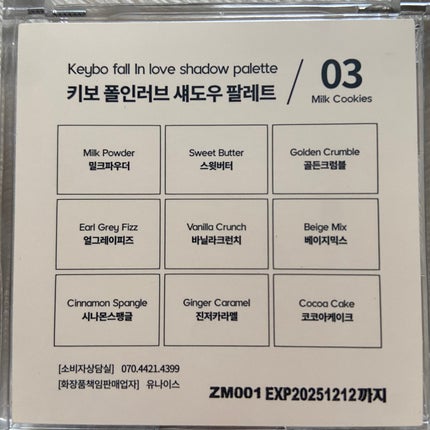 Keybo fall In love shadow palette
키보 폴인러브 섀도우 팔레트 / 03
Milk Cookies
Milk Powder
밀크파우더
Sweet Butter
스윗버터
Golden Crumble
골든크럼블
Earl Grey Fizz
얼그레이피즈
Vanilla Crunch
바닐라크런치
Beige Mix
베이지믹스
Cinnamon Spangle
시나몬스팽글
Ginger Caramel
진저카라멜
Cocoa Cake
코코아케이크
[소비자상담실] 070.4421.4399
[화장품책임판매업자] 유나이스
ZM001 EXP20251212까지